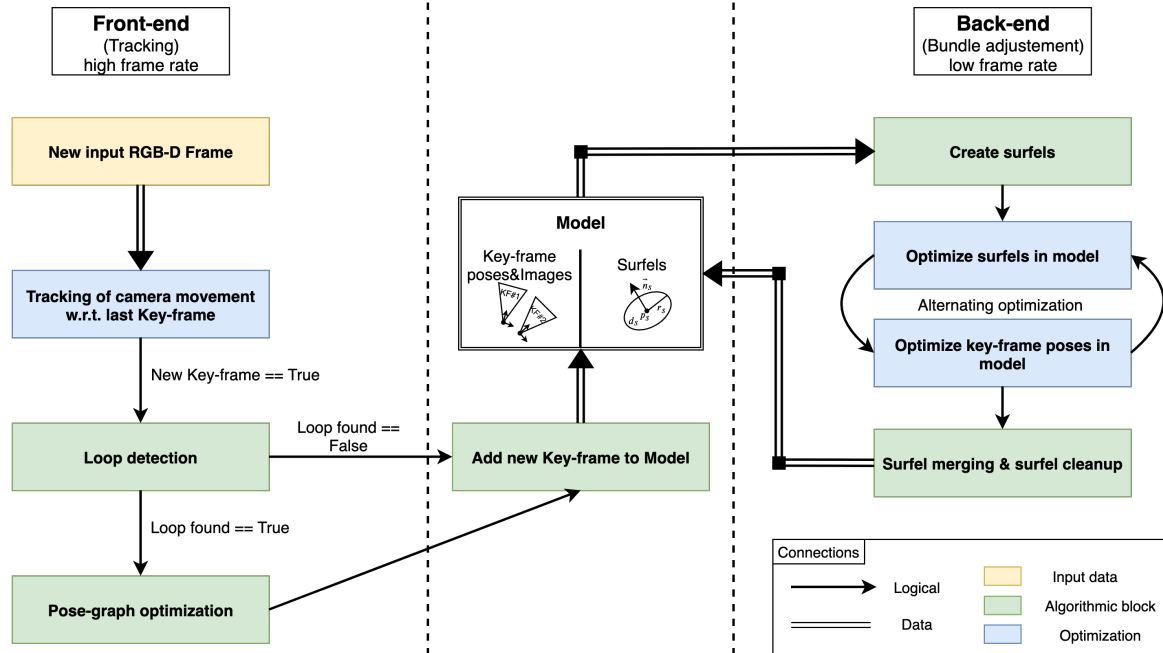 Front-end
(Tracking)
high frame rate
Back-end
(Bundle adjustement)
low frame rate
New input RGB-D Frame
Tracking of camera movement
w.r.t. last Key-frame
New Key-frame == True
Loop detection
Loop found ==
False
Loop found == True
Pose-graph optimization
Add new Key-frame to Model
Model
Key-frame
poses&Images
KF#1
KF#2
Surfels
n⃗s
rs
ps
ds
Create surfels
Optimize surfels in model
Alternating optimization
Optimize key-frame poses in
model
Surfel merging & surfel cleanup
Connections
Logical
Data
Input data
Algorithmic block
Optimization